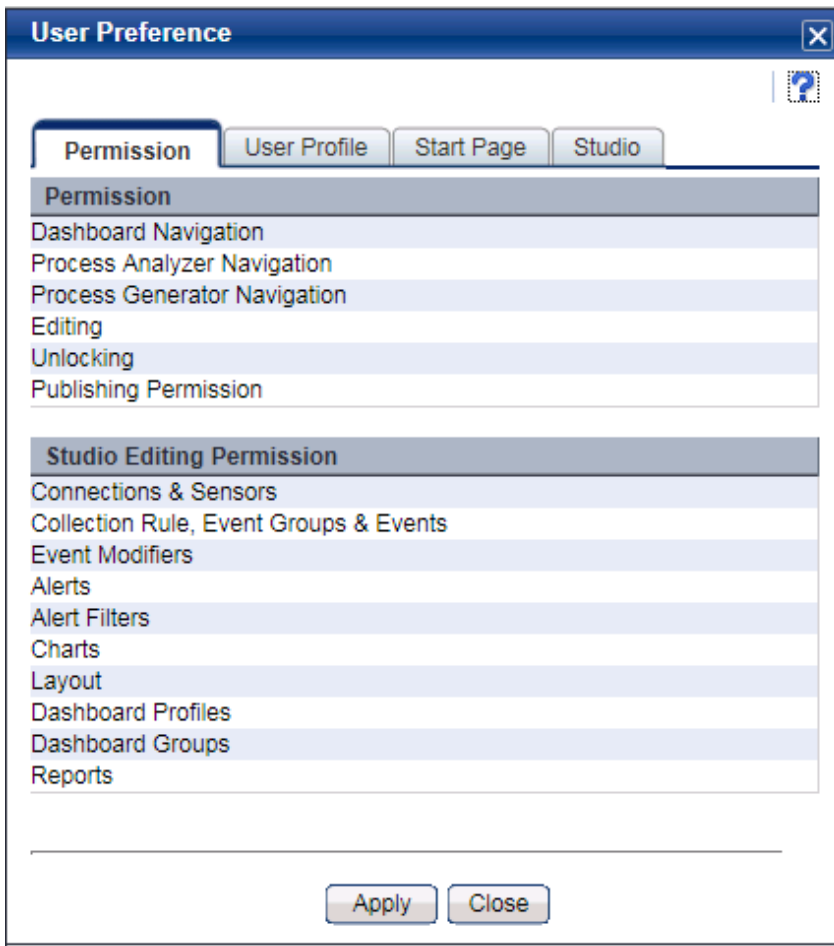 User Preference
Permission User Profile Start Page Studio
Permission
Dashboard Navigation
Process Analyzer Navigation
Process Generator Navigation
Editing
Unlocking
Publishing Permission
Studio Editing Permission
Connections & Sensors
Collection Rule, Event Groups & Events
Event Modifiers
Alerts
Alert Filters
Charts
Layout
Dashboard Profiles
Dashboard Groups
Reports
Apply Close